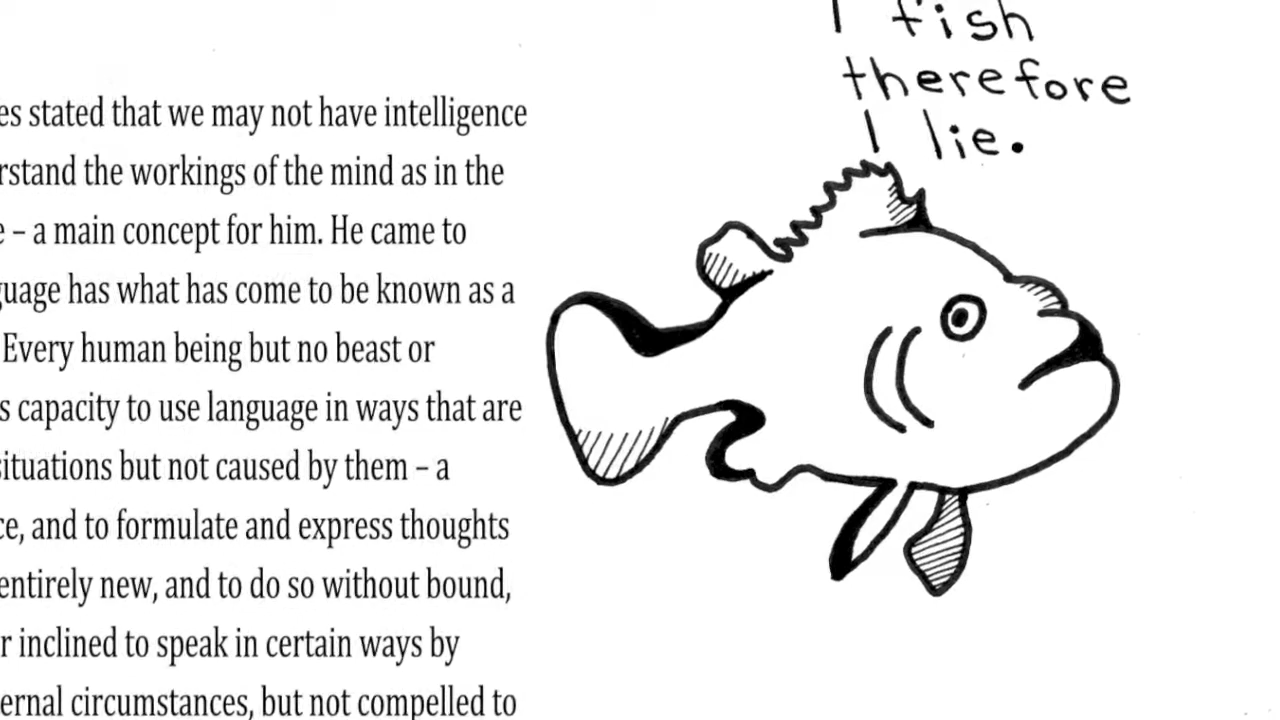 I fish
therefore
I lie.
es stated that we may not have intelligence
rstand the workings of the mind as in the
e – a main concept for him. He came to
guage has what has come to be known as a
Every human being but no beast or
s capacity to use language in ways that are
situations but not caused by them – a
ce, and to formulate and express thoughts
entirely new, and to do so without bound,
r inclined to speak in certain ways by
ernal circumstances, but not compelled to